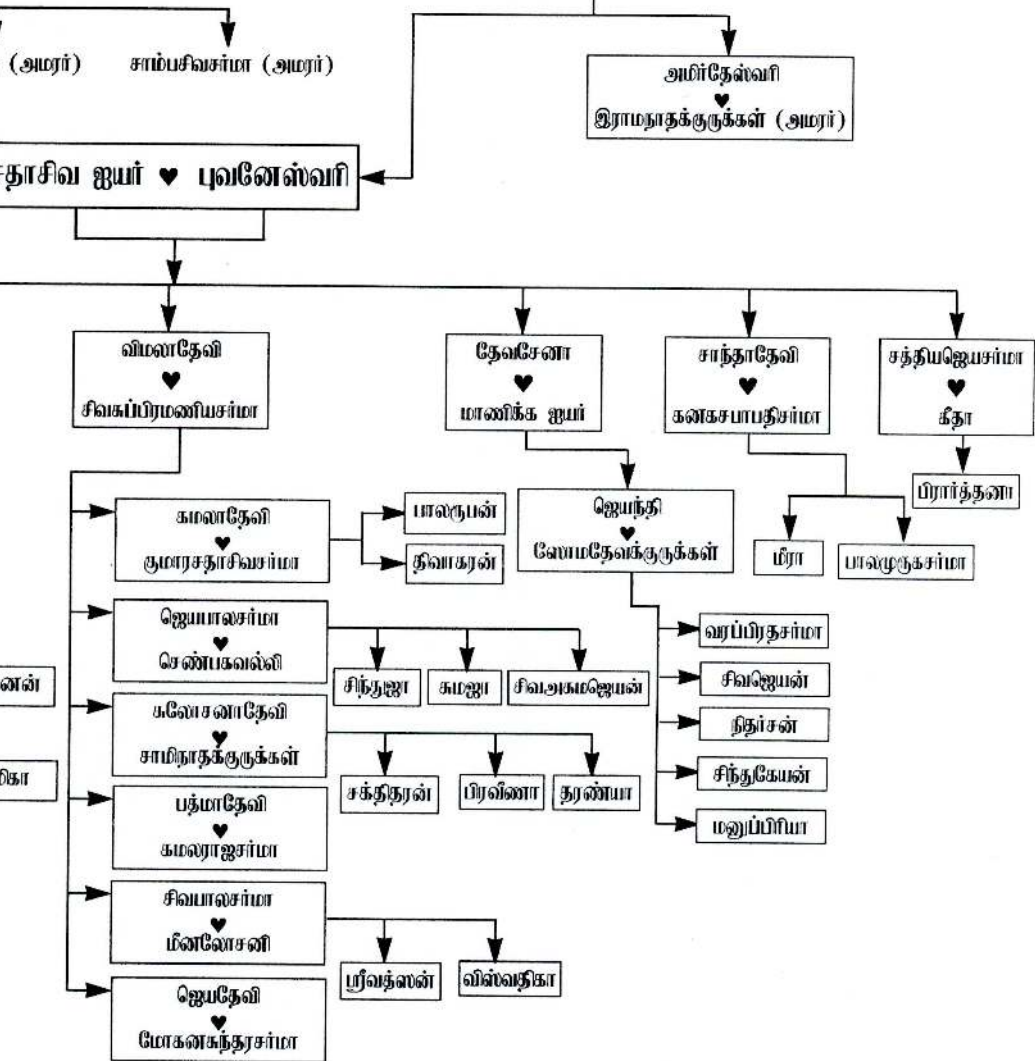 (அமரர்) சாம்பசிவசர்மா (அமரர்)
அமிர்தேஸ்வரி
இராமநாதக்குருக்கள் (அமரர்)
சதாசிவ ஐயர் ♥ புவனேஸ்வரி
விமலாதேவி
சிவசுப்பிரமணியசர்மா
தேவசேனா
மாணிக்க ஐயர்
சாந்தாதேவி
கனகசபாபதிசர்மா
சத்தியஜெயசர்மா
கீதா
பிரார்த்தனா
மீரா
பாலமுருகசர்மா
ஜெயந்தி
ஸோமதேவக்குருக்கள்
வரப்பிரதசர்மா
சிவஜெயன்
நிதர்சன்
சிந்துகேயன்
மனுப்பிரியா
கமலாதேவி
குமாரசதாசிவசர்மா
பாலரூபன்
திவாகரன்
ஜெயபாலசர்மா
செண்பகவல்லி
சிந்துஜா
சுமஜா
சிவஅகமஜெயன்
சுலோசனாதேவி
சாமிநாதக்குருக்கள்
சக்திதரன்
பிரவீணா
தரண்யா
பத்மாதேவி
கமலராஜசர்மா
சிவபாலசர்மா
மீனலோசனி
ஸ்ரீவத்ஸன்
விஸ்வதிகா
ஜெயதேவி
மோகனசுந்தரசர்மா